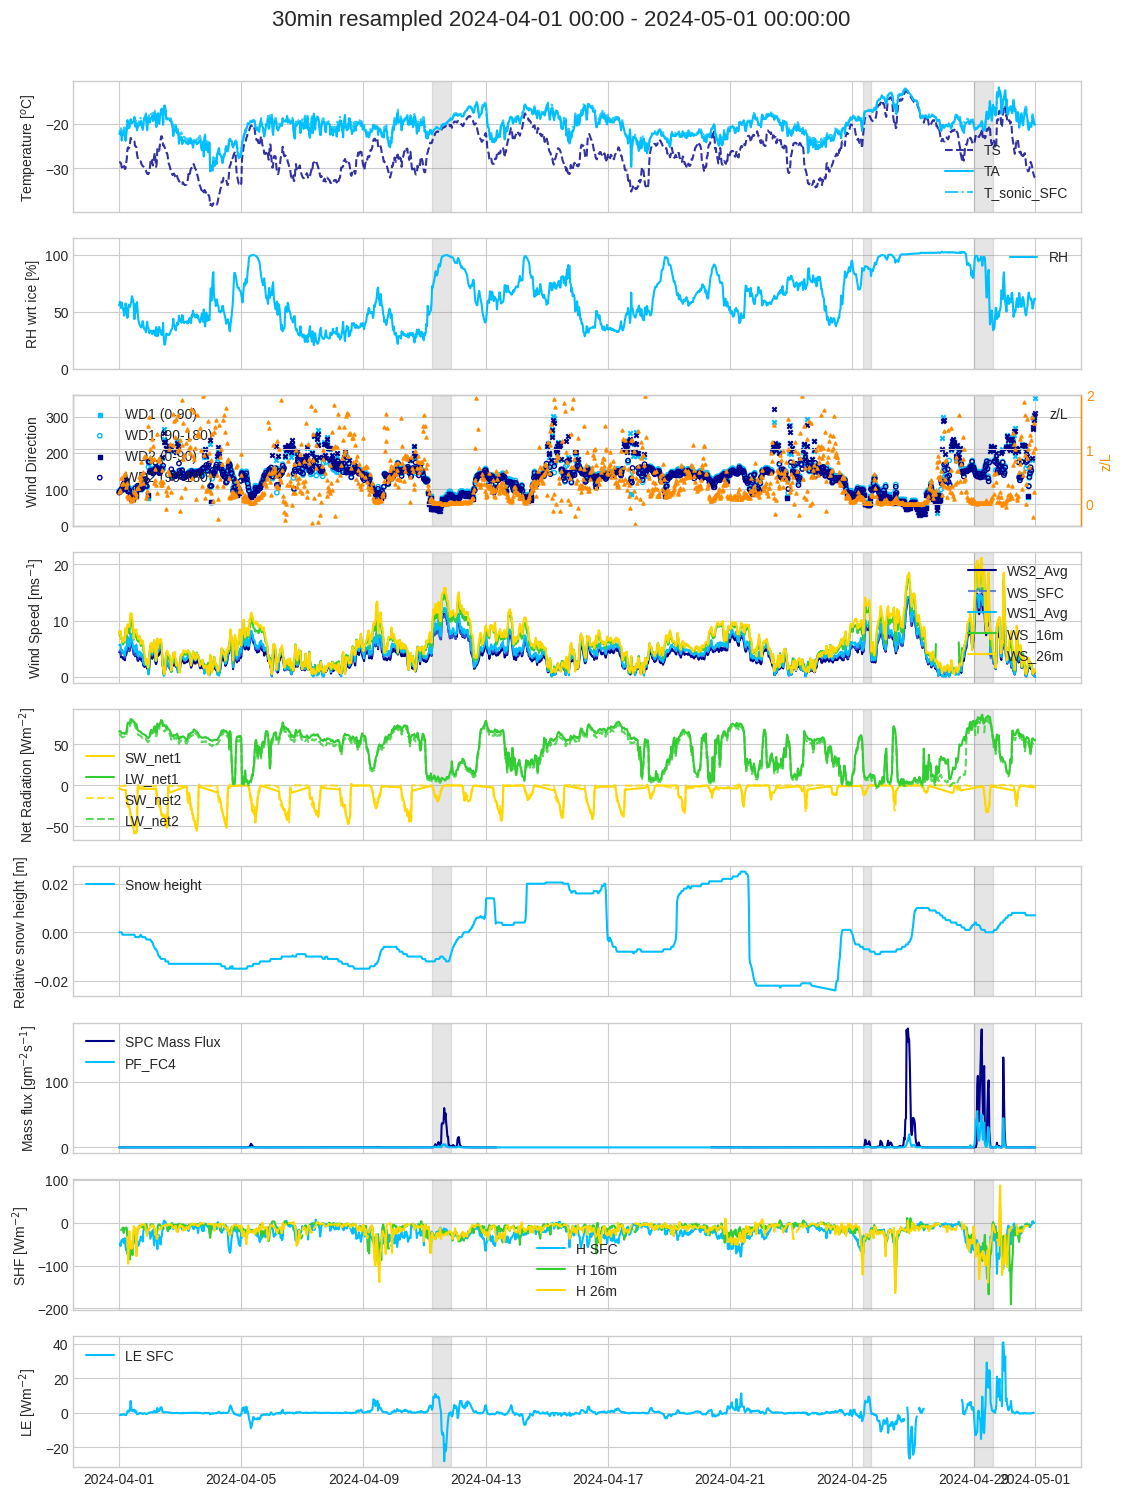 30min resampled 2024-04-01 00:00 - 2024-05-01 00:00:00
Temperature [°C]
−20
−30
TS
TA
T_sonic_SFC
RH wrt ice [%]
100
50
0
RH
Wind Direction
300
200
100
0
WD1 (0-90)
WD1 (90-180)
WD2 (0-90)
WD2 (90-180)
z/L
2
1
0
z/L
Wind Speed [ms⁻¹]
20
10
0
WS2_Avg
WS_SFC
WS1_Avg
WS_16m
WS_26m
Net Radiation [Wm⁻²]
50
0
−50
SW_net1
LW_net1
SW_net2
LW_net2
Relative snow height [m]
0.02
0.00
−0.02
Snow height
Mass flux [gm⁻²s⁻¹]
100
0
SPC Mass Flux
PF_FC4
SHF [Wm⁻²]
100
0
−100
−200
H SFC
H 16m
H 26m
LE [Wm⁻²]
40
20
0
−20
LE SFC
2024-04-01 2024-04-05 2024-04-09 2024-04-13 2024-04-17 2024-04-21 2024-04-25 2024-04-29 2024-05-01